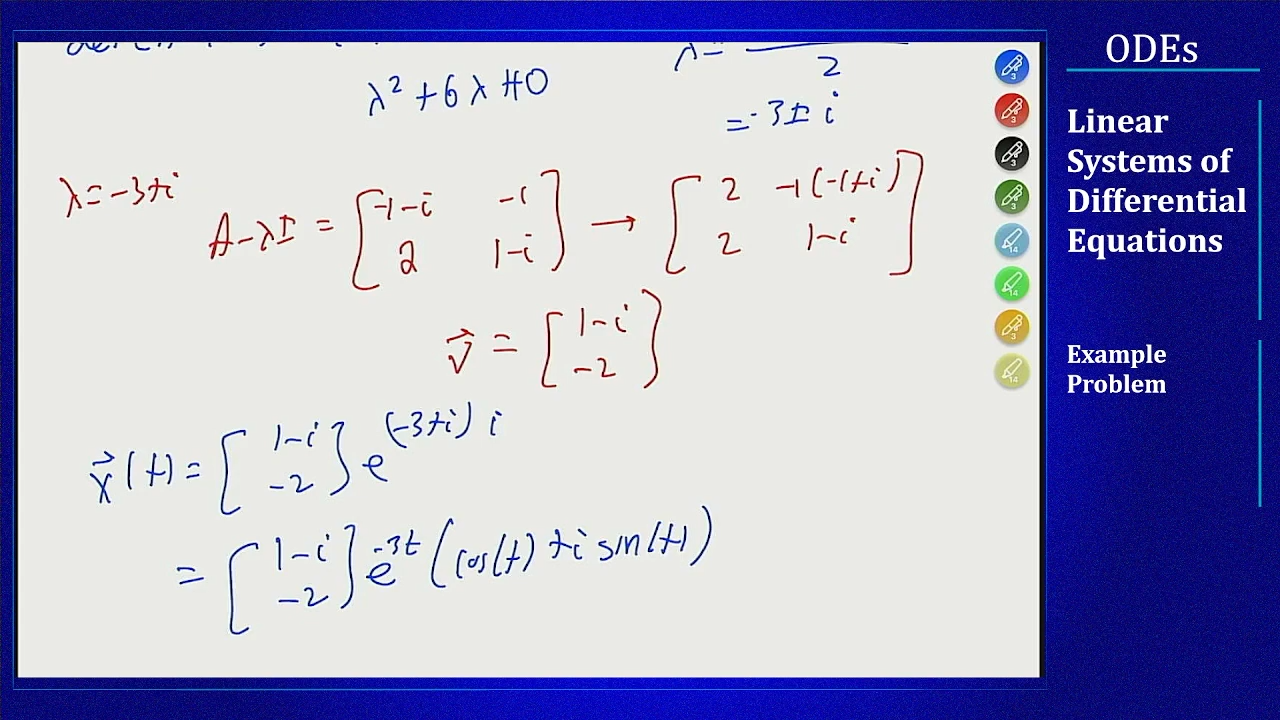 ODEs
Linear
Systems of
Differential
Equations
Example
Problem
λ² + 6λ + 10
λ =
2
= -3 ± i
λ = -3+i
A - λI = [ -1-i -1 ; 2 1-i ] → [ 2 -1(-1+i) ; 2 1-i ]
v⃗ = [ 1-i ; -2 ]
x⃗(t) = [ 1-i ; -2 ] e^(-3+i) i
= [ 1-i ; -2 ] e^-3t (cos(t) + i sin(t))